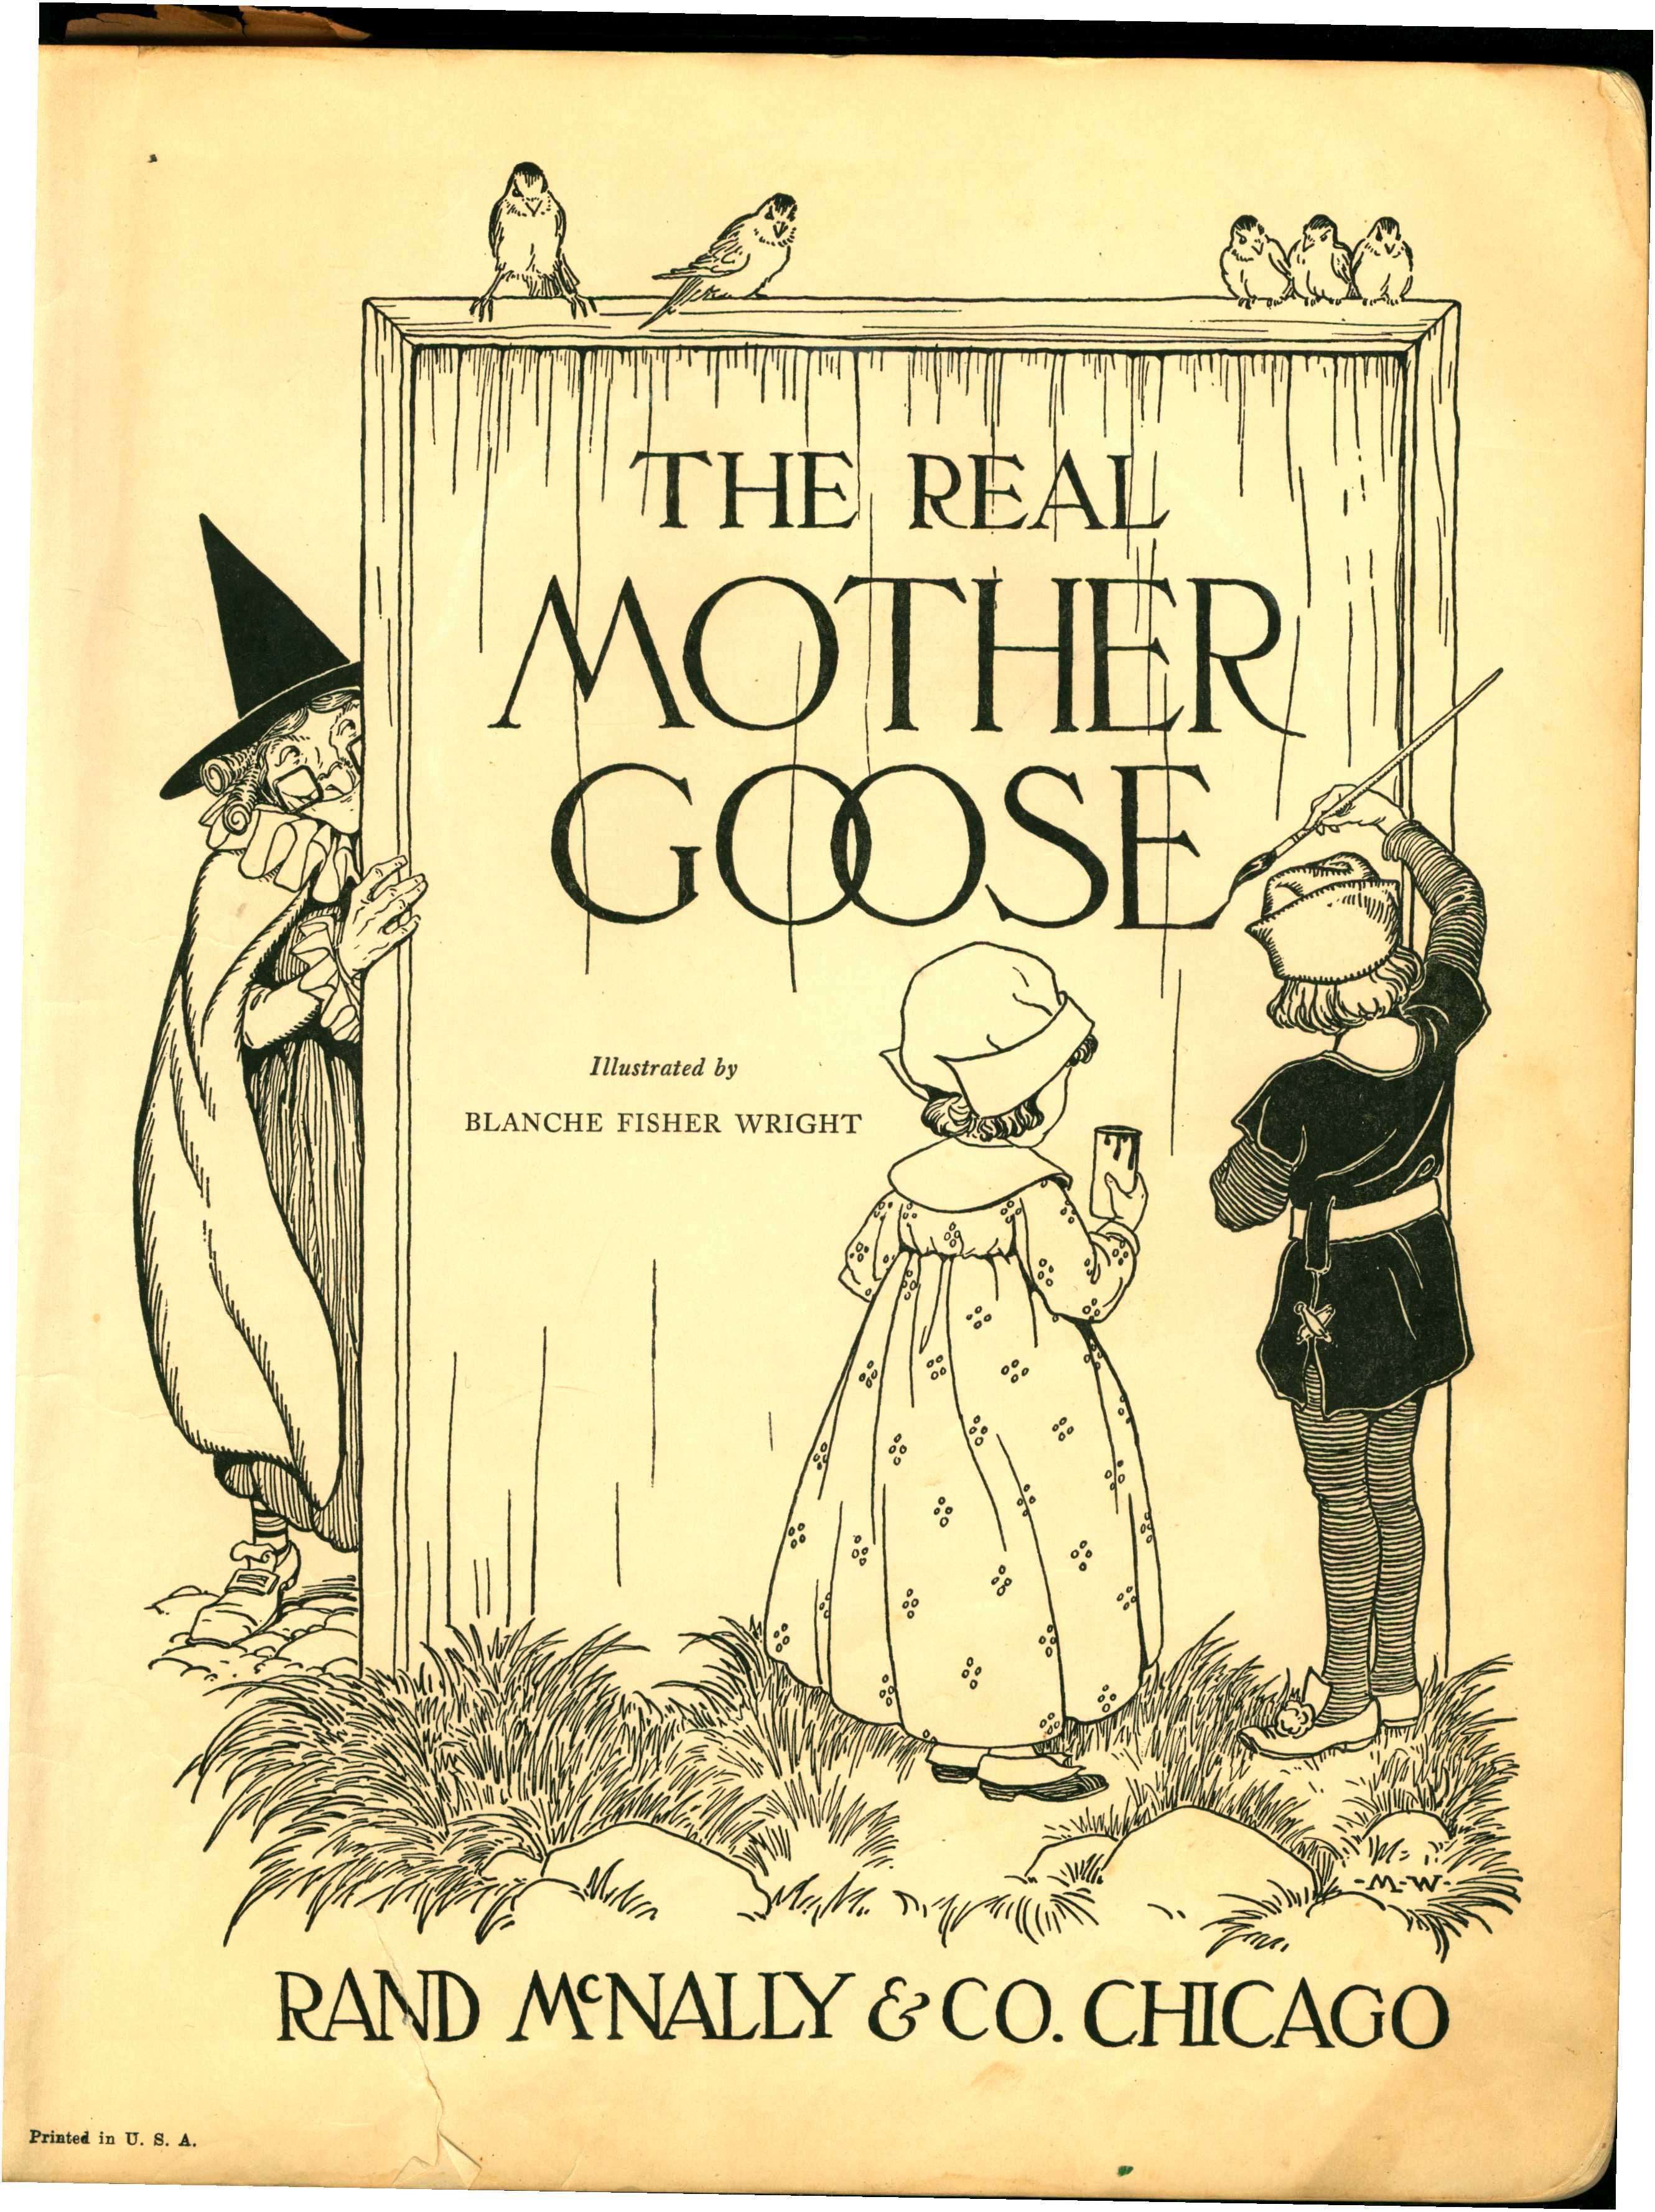 THE REAL
MOTHER
GOOSE
Illustrated by
BLANCHE FISHER WRIGHT
-M-W-
RAND McNALLY & CO. CHICAGO
Printed in U. S. A.